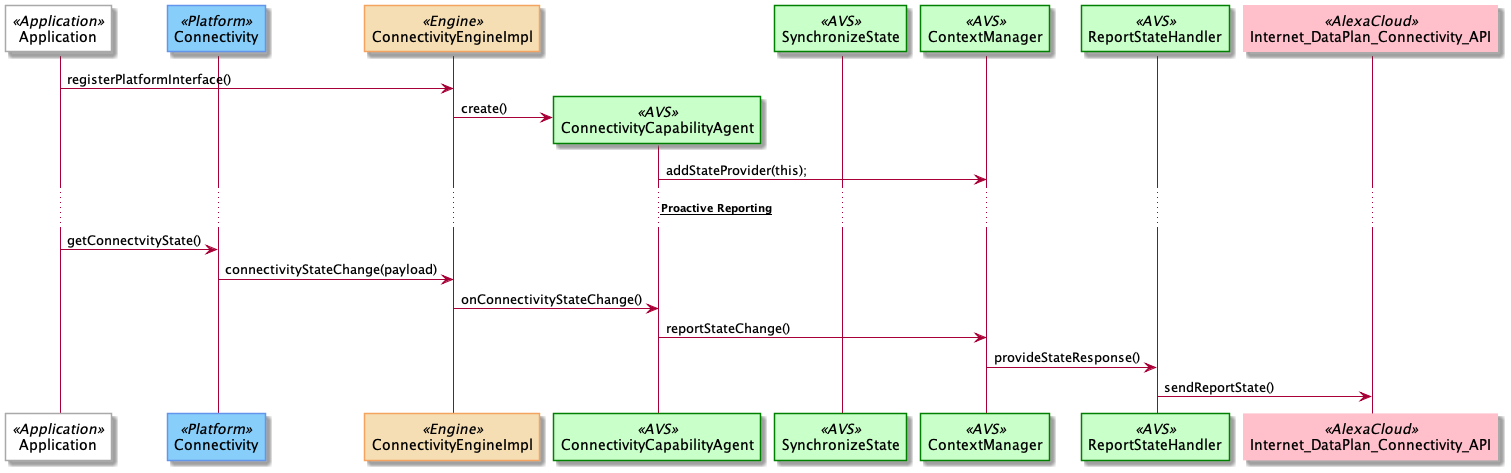 «Application»
Application
«Platform»
Connectivity
«Engine»
ConnectivityEngineImpl
«AVS»
SynchronizeState
«AVS»
ContextManager
«AVS»
ReportStateHandler
«AlexaCloud»
Internet_DataPlan_Connectivity_API
registerPlatformInterface()
create()
«AVS»
ConnectivityCapabilityAgent
addStateProvider(this);
Proactive Reporting
getConnectvityState()
connectivityStateChange(payload)
onConnectivityStateChange()
reportStateChange()
provideStateResponse()
sendReportState()
«Application»
Application
«Platform»
Connectivity
«Engine»
ConnectivityEngineImpl
«AVS»
ConnectivityCapabilityAgent
«AVS»
SynchronizeState
«AVS»
ContextManager
«AVS»
ReportStateHandler
«AlexaCloud»
Internet_DataPlan_Connectivity_API